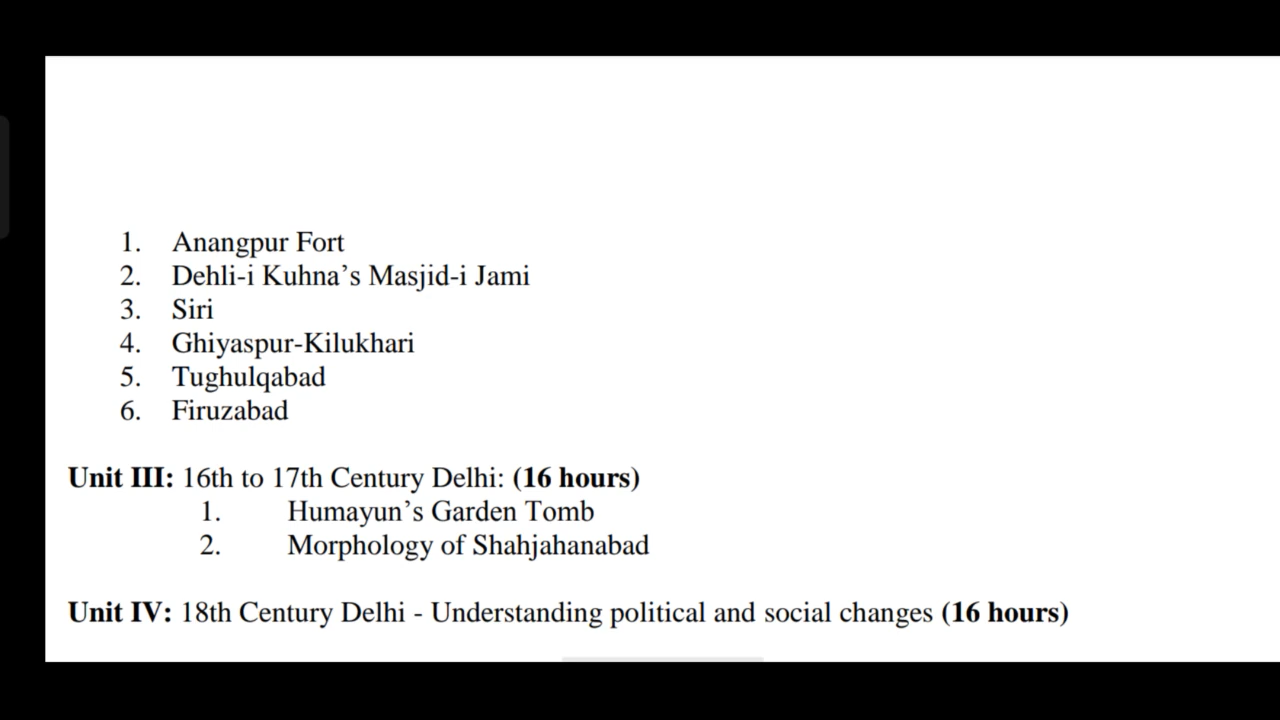 1. Anangpur Fort
2. Dehli-i Kuhna’s Masjid-i Jami
3. Siri
4. Ghiyaspur-Kilukhari
5. Tughulqabad
6. Firuzabad
Unit III: 16th to 17th Century Delhi: (16 hours)
1. Humayun’s Garden Tomb
2. Morphology of Shahjahanabad
Unit IV: 18th Century Delhi - Understanding political and social changes (16 hours)